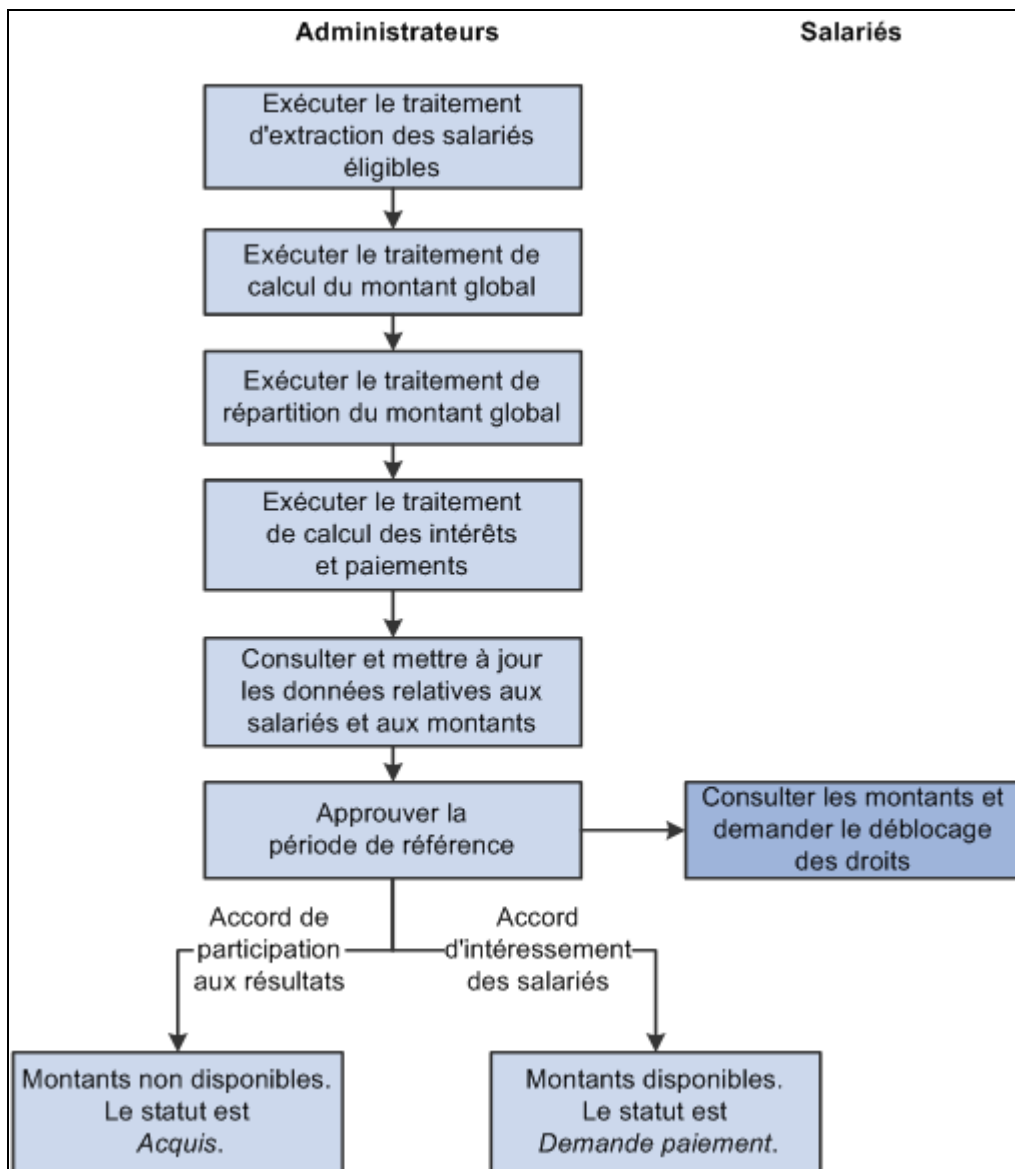 Administrateurs
Salariés
Exécuter le traitement
d'extraction des salariés
éligibles
Exécuter le traitement de
calcul du montant global
Exécuter le traitement de
répartition du montant global
Exécuter le traitement
de calcul des intérêts
et paiements
Consulter et mettre à jour
les données relatives aux
salariés et aux montants
Approuver la
période de référence
Consulter les montants et
demander le déblocage
des droits
Accord de
participation
aux résultats
Accord
d'intéressement
des salariés
Montants non disponibles.
Le statut est
Acquis.
Montants disponibles.
Le statut est
Demande paiement.